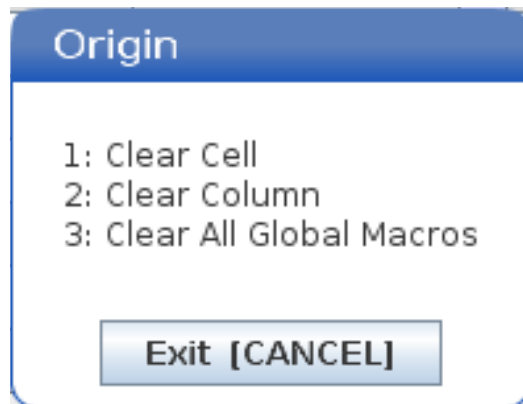 Origin
1: Clear Cell
2: Clear Column
3: Clear All Global Macros
Exit [CANCEL]